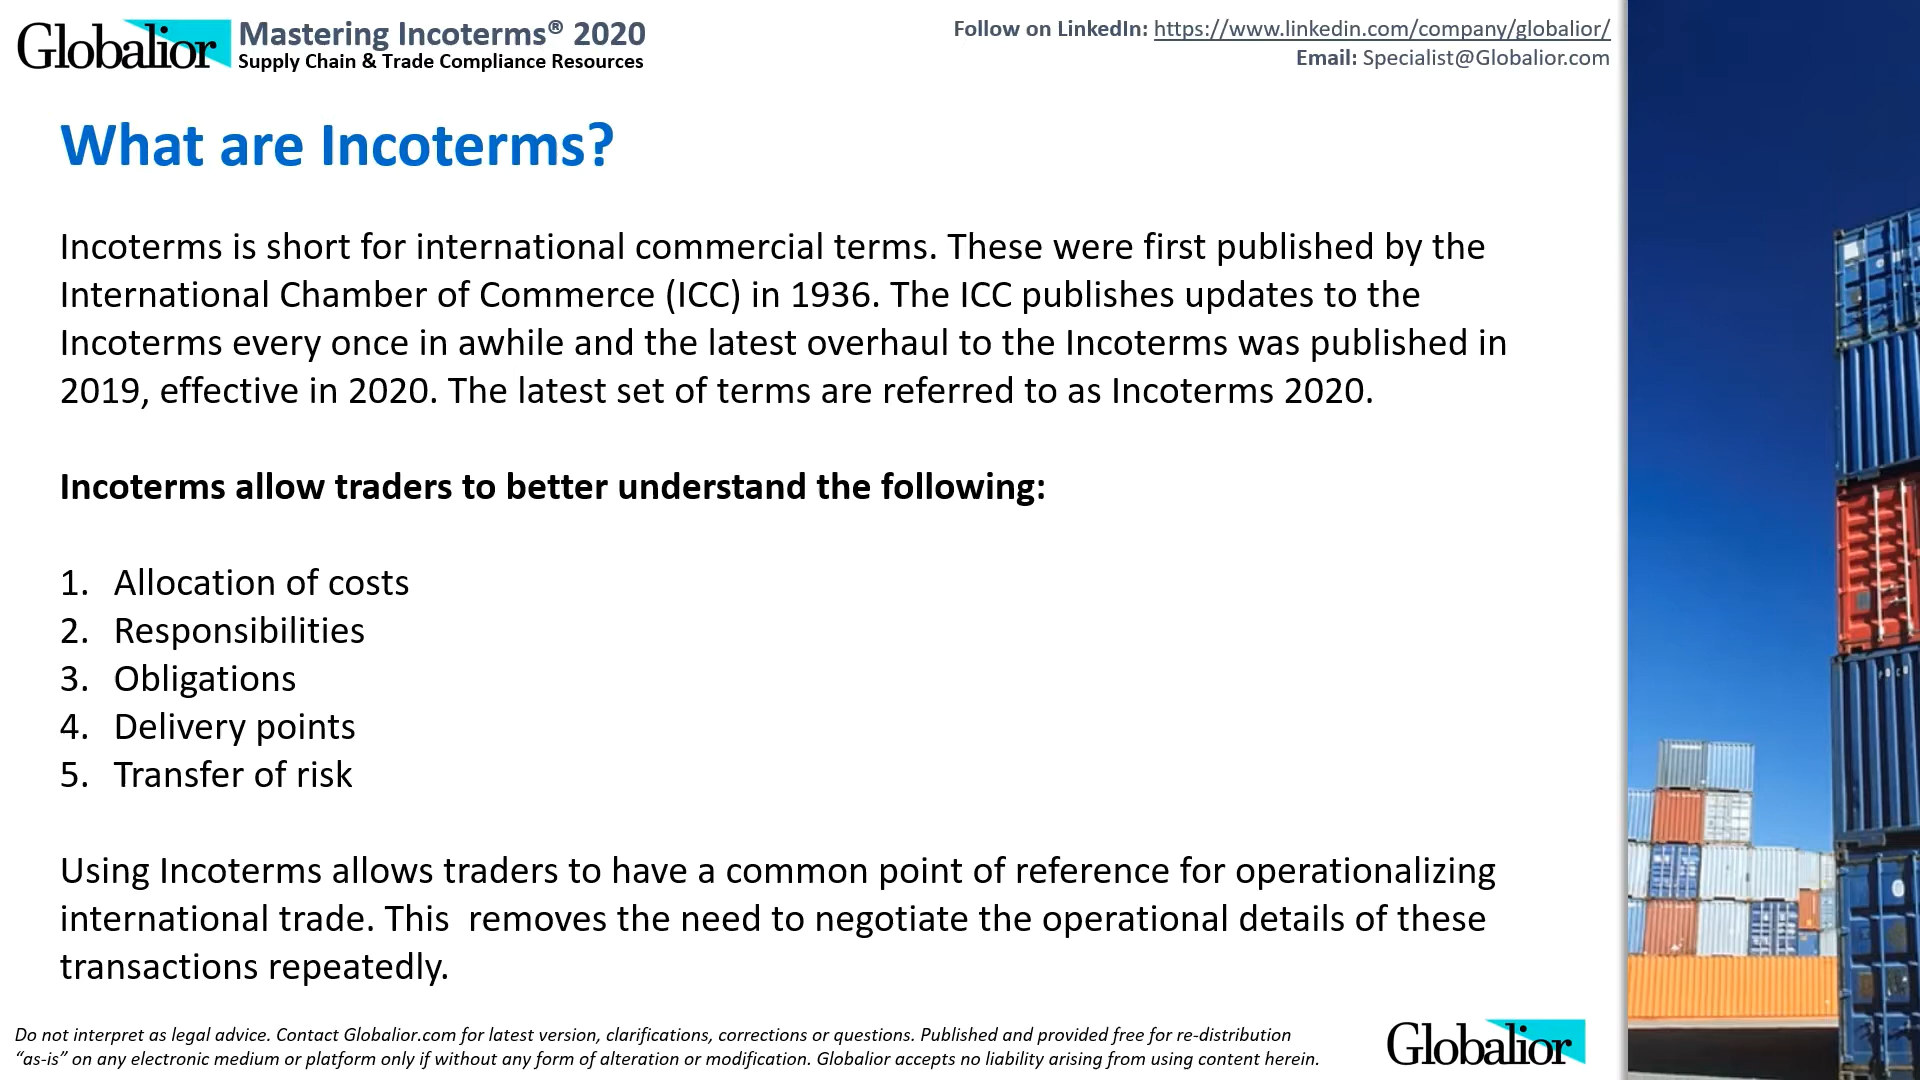 Globalior
Mastering Incoterms® 2020
Supply Chain & Trade Compliance Resources
Follow on LinkedIn: https://www.linkedin.com/company/globalior/
Email: Specialist@Globalior.com
What are Incoterms?
Incoterms is short for international commercial terms. These were first published by the
International Chamber of Commerce (ICC) in 1936. The ICC publishes updates to the
Incoterms every once in awhile and the latest overhaul to the Incoterms was published in
2019, effective in 2020. The latest set of terms are referred to as Incoterms 2020.
Incoterms allow traders to better understand the following:
1. Allocation of costs
2. Responsibilities
3. Obligations
4. Delivery points
5. Transfer of risk
Using Incoterms allows traders to have a common point of reference for operationalizing
international trade. This  removes the need to negotiate the operational details of these
transactions repeatedly.
Do not interpret as legal advice. Contact Globalior.com for latest version, clarifications, corrections or questions. Published and provided free for re-distribution
“as-is” on any electronic medium or platform only if without any form of alteration or modification. Globalior accepts no liability arising from using content herein.
Globalior